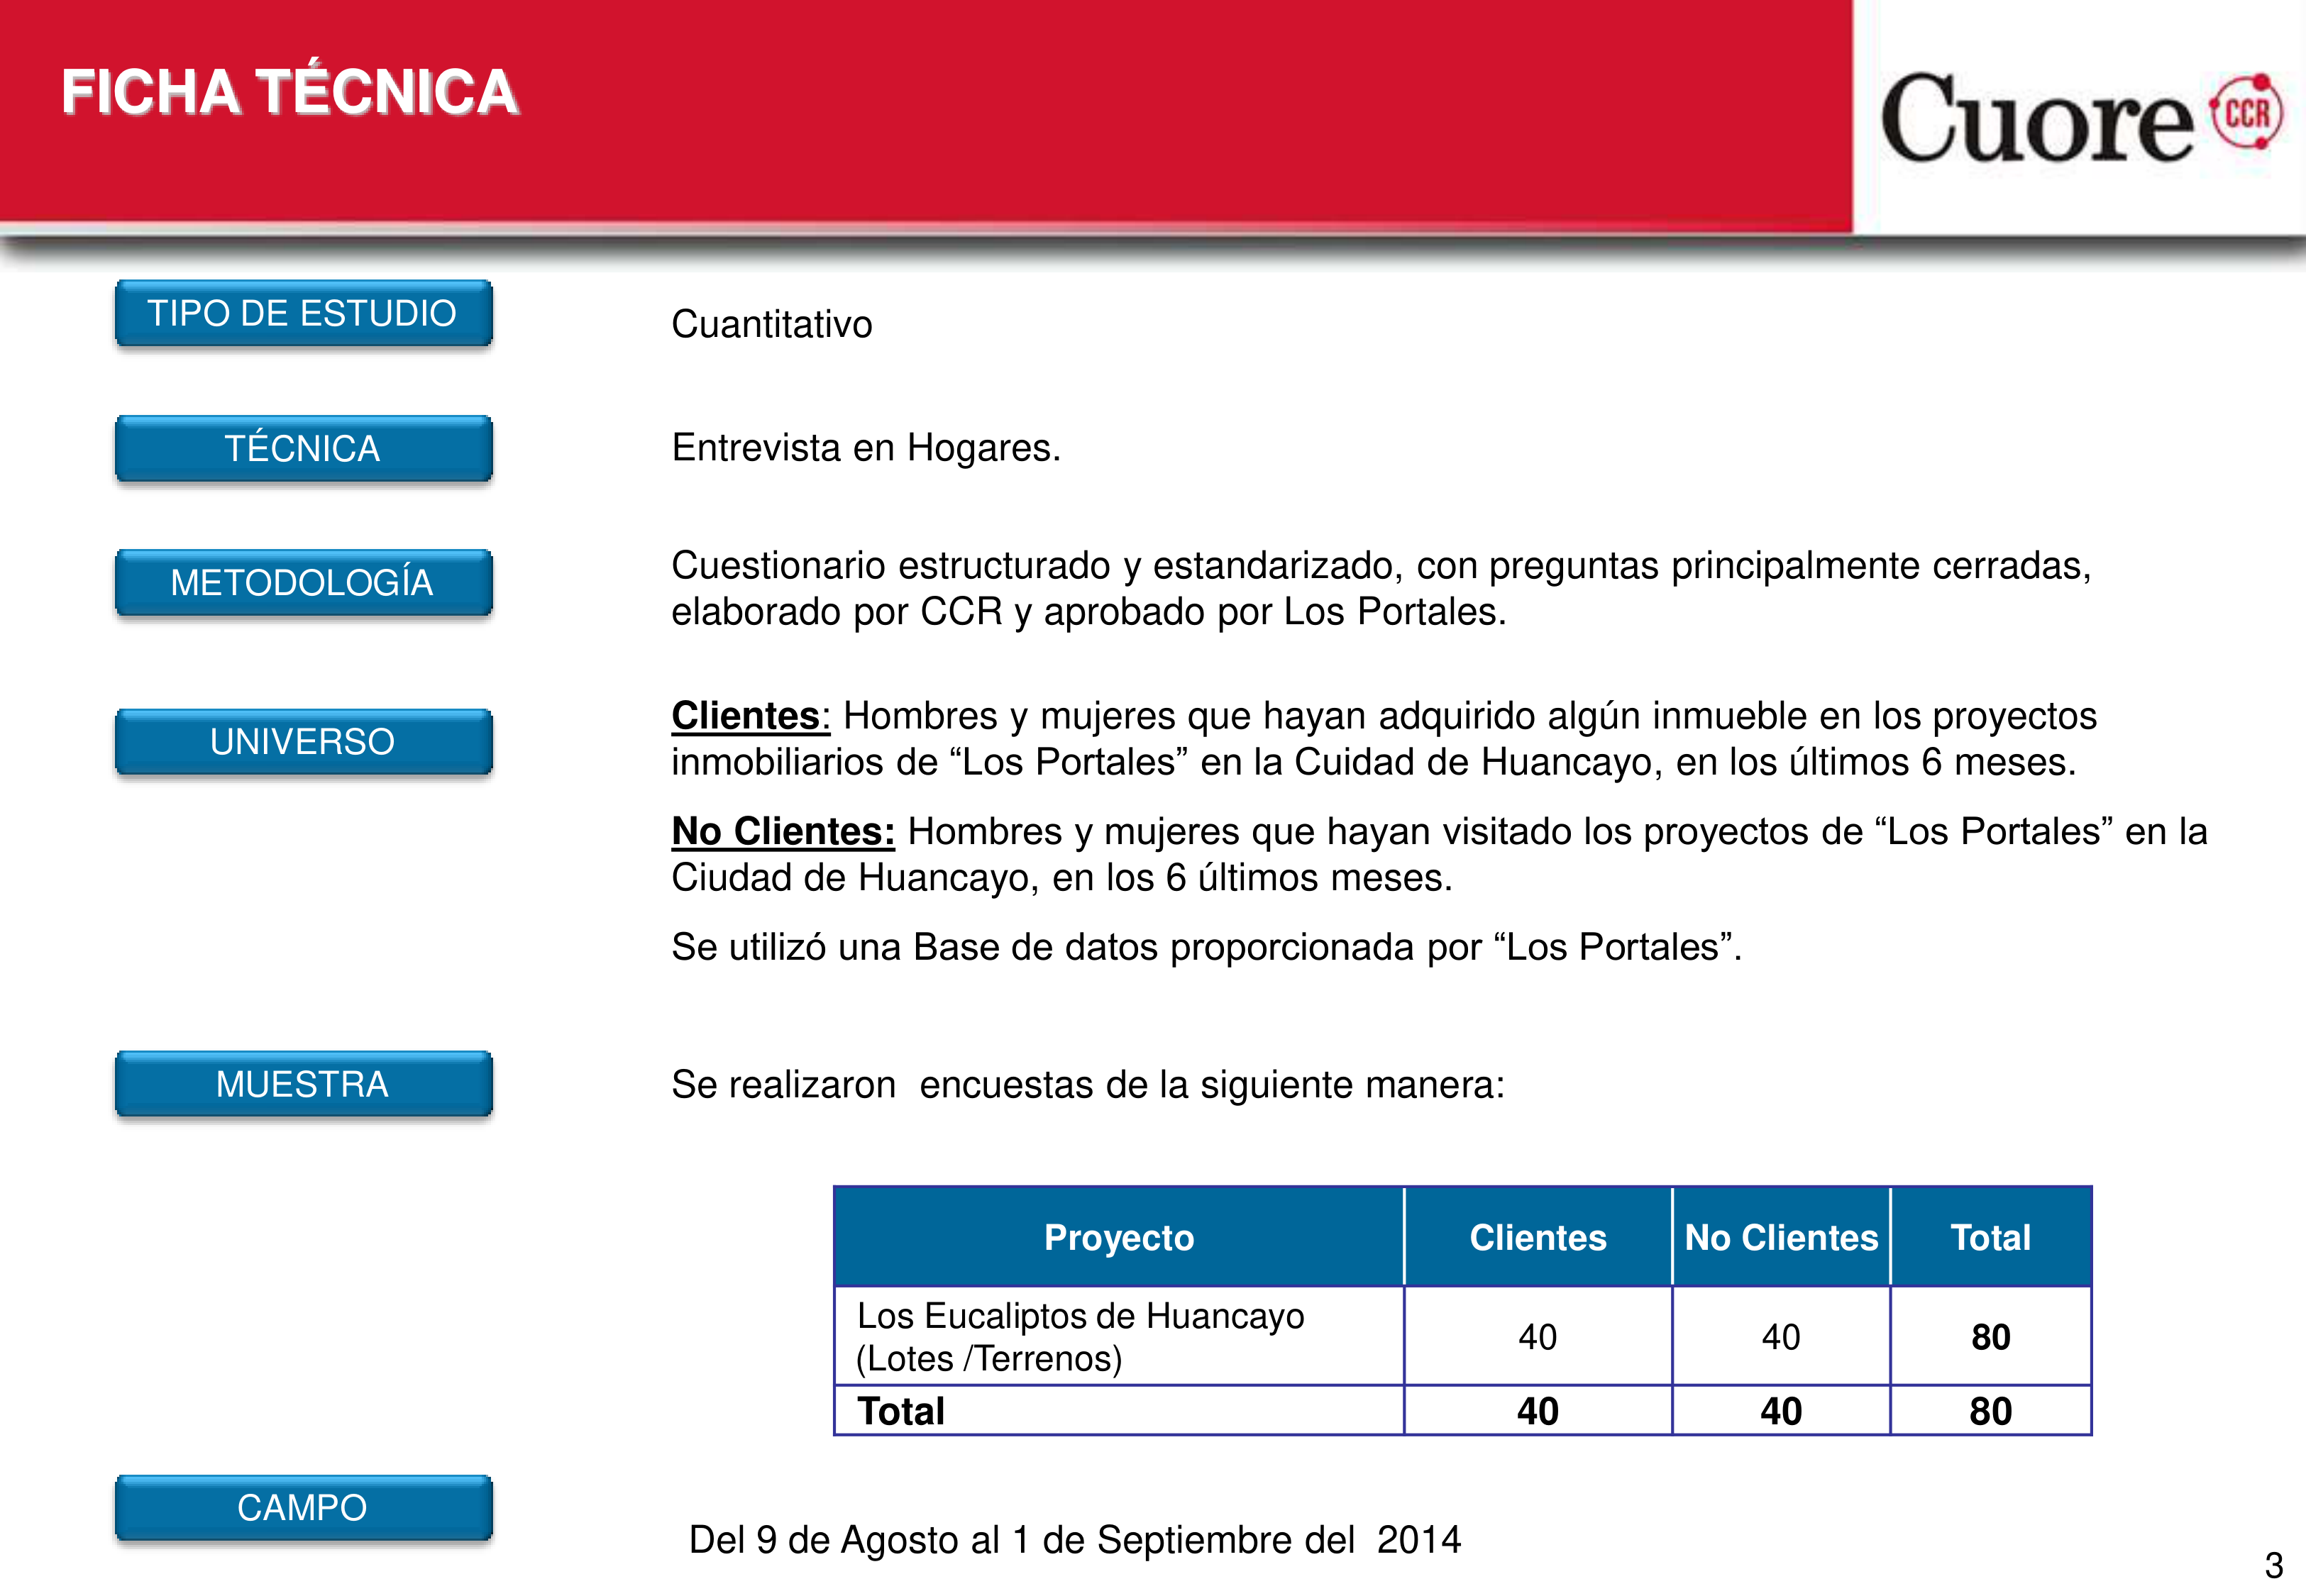 FICHA TÉCNICA
Cuore CCR
TIPO DE ESTUDIO
Cuantitativo
TÉCNICA
Entrevista en Hogares.
METODOLOGÍA
Cuestionario estructurado y estandarizado, con preguntas principalmente cerradas,
elaborado por CCR y aprobado por Los Portales.
UNIVERSO
Clientes: Hombres y mujeres que hayan adquirido algún inmueble en los proyectos
inmobiliarios de “Los Portales” en la Cuidad de Huancayo, en los últimos 6 meses.
No Clientes: Hombres y mujeres que hayan visitado los proyectos de “Los Portales” en la
Ciudad de Huancayo, en los 6 últimos meses.
Se utilizó una Base de datos proporcionada por “Los Portales”.
MUESTRA
Se realizaron  encuestas de la siguiente manera:
Proyecto Clientes No Clientes Total
Los Eucaliptos de Huancayo
(Lotes /Terrenos) 40 40 80
Total 40 40 80
CAMPO
Del 9 de Agosto al 1 de Septiembre del  2014
3